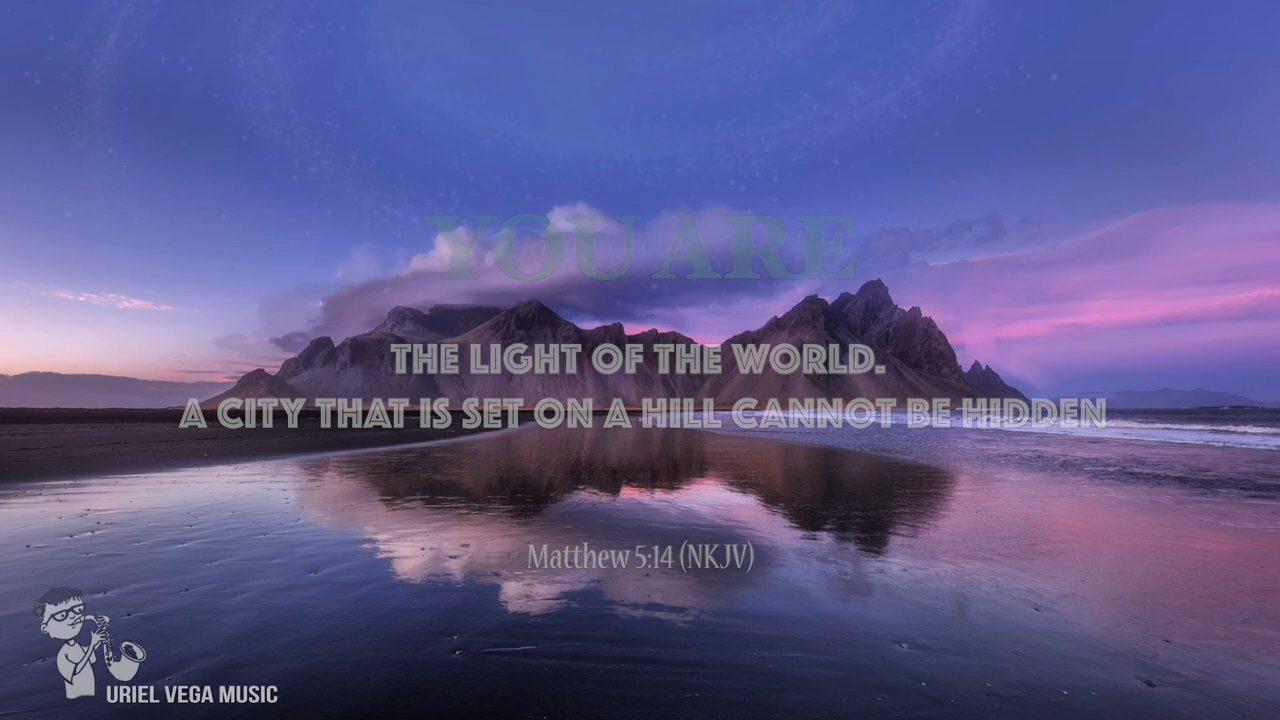 YOU ARE
THE LIGHT OF THE WORLD.
A CITY THAT IS SET ON A HILL CANNOT BE HIDDEN
Matthew 5:14 (NKJV)
URIEL VEGA MUSIC